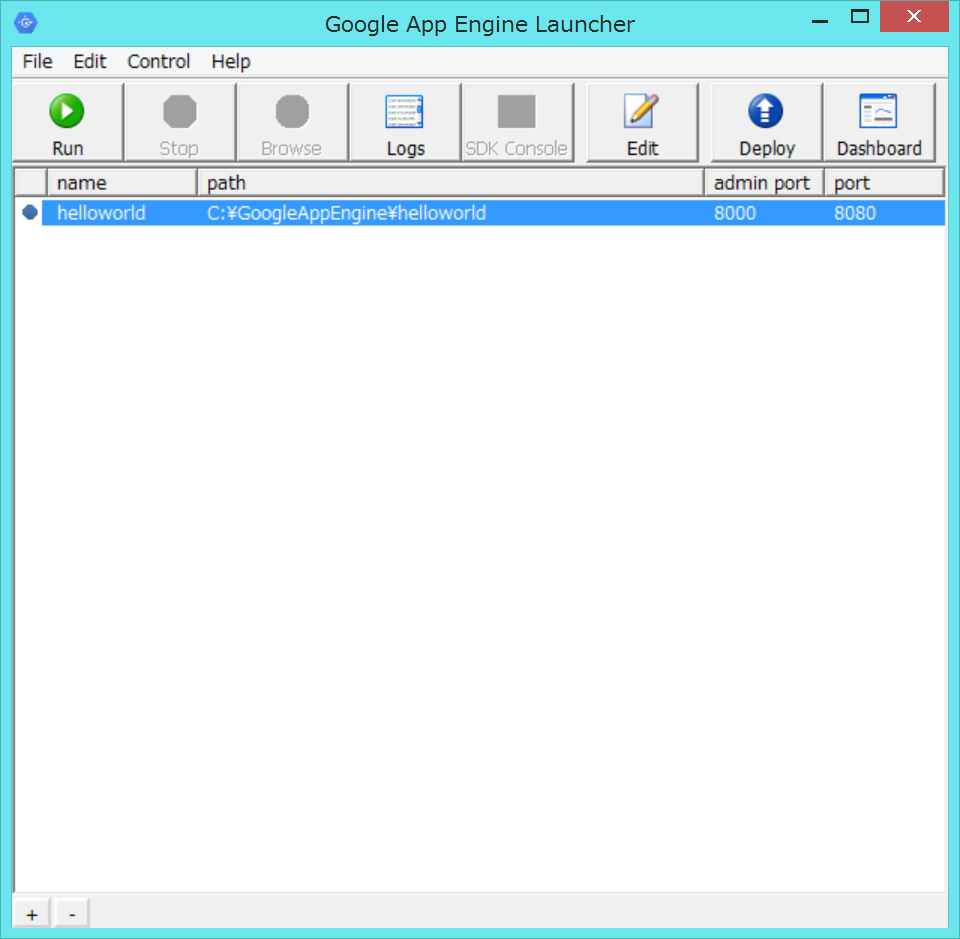 Google App Engine Launcher
File Edit Control Help
Run Stop Browse Logs SDK Console Edit Deploy Dashboard
name path admin port port
helloworld C:¥GoogleAppEngine¥helloworld 8000 8080
+ -